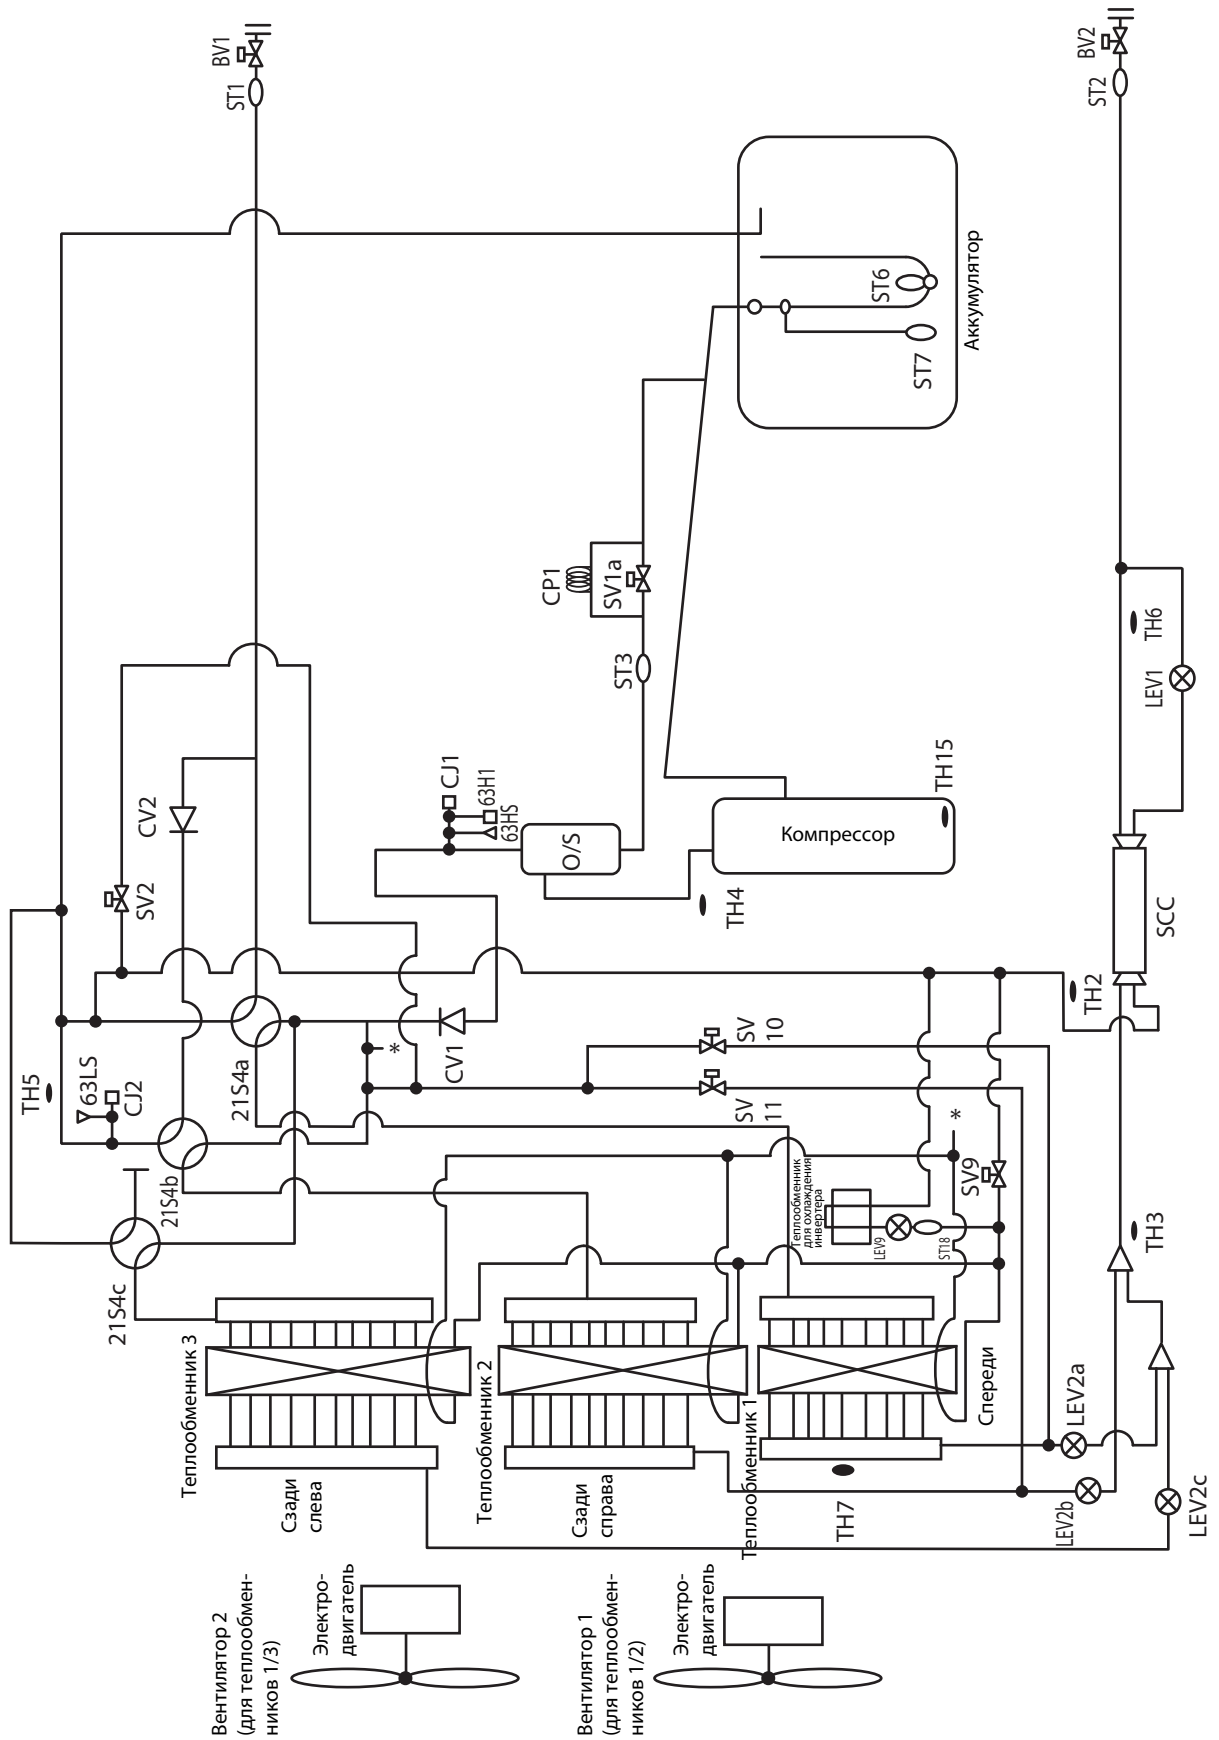 BV1
ST1
BV2
ST2
Аккумулятор
ST6
ST7
CP1
SV1a
ST3
TH6
LEV1
CJ1
63H1
63HS
O/S
Компрессор
TH15
TH4
CV2
SV2
SCC
TH2
TH5
63LS
CJ2
21S4a
*
CV1
SV
10
SV
11
*
SV9
21S4b
21S4c
Теплообменник
для охлаждения
инвертера
LEV9
ST18
TH3
Теплообменник 3
Сзади
слева
Теплообменник 2
Сзади
справа
Теплообменник 1
Спереди
TH7
LEV2a
LEV2b
LEV2c
Вентилятор 2
(для теплообмен-
ников 1/3)
Электро-
двигатель
Вентилятор 1
(для теплообмен-
ников 1/2)
Электро-
двигатель